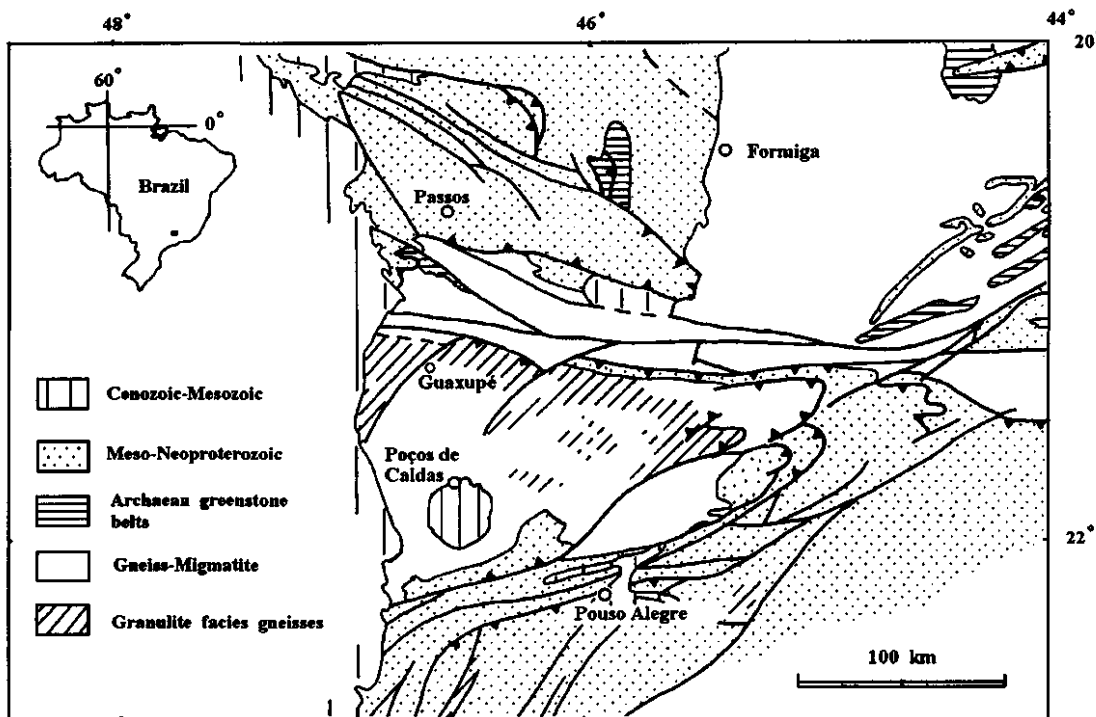 48°
46°
44°
20°
60°
0°
Brazil
Formiga
Passos
Guaxupé
Conozoic-Mesozoic
Meso-Neoproterozoic
Poços de
Caldas
Archaean greenstone
belts
22°
Gneiss-Migmatite
Granulite facies gneisses
Pouso Alegre
100 km